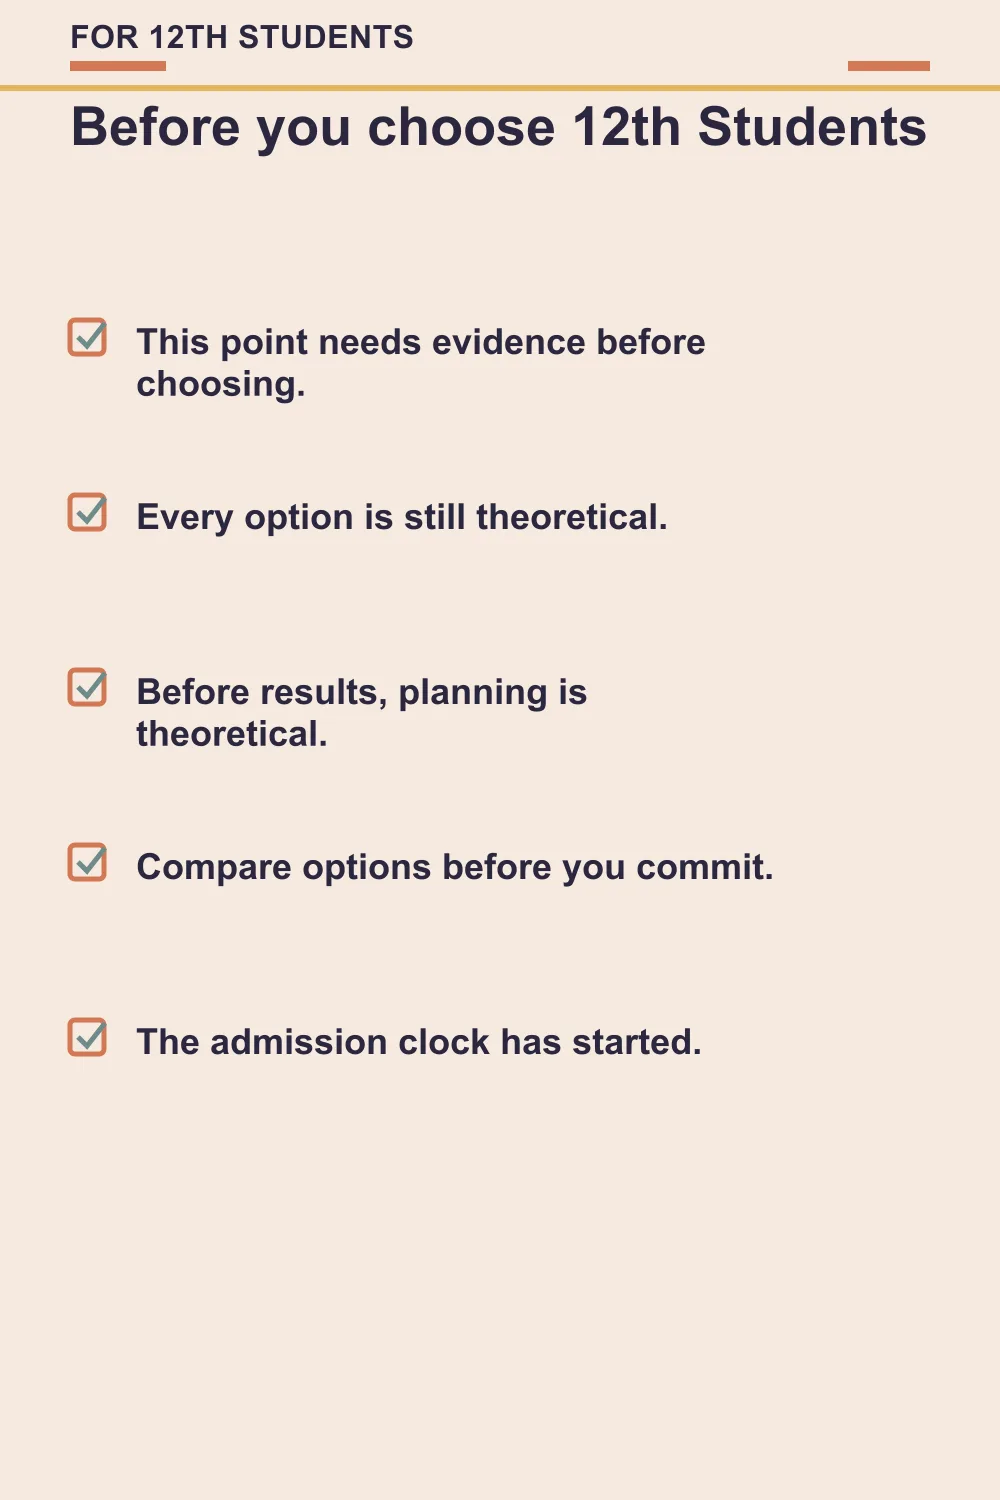 FOR 12TH STUDENTS
Before you choose 12th Students
This point needs evidence before
choosing.
Every option is still theoretical.
Before results, planning is
theoretical.
Compare options before you commit.
The admission clock has started.